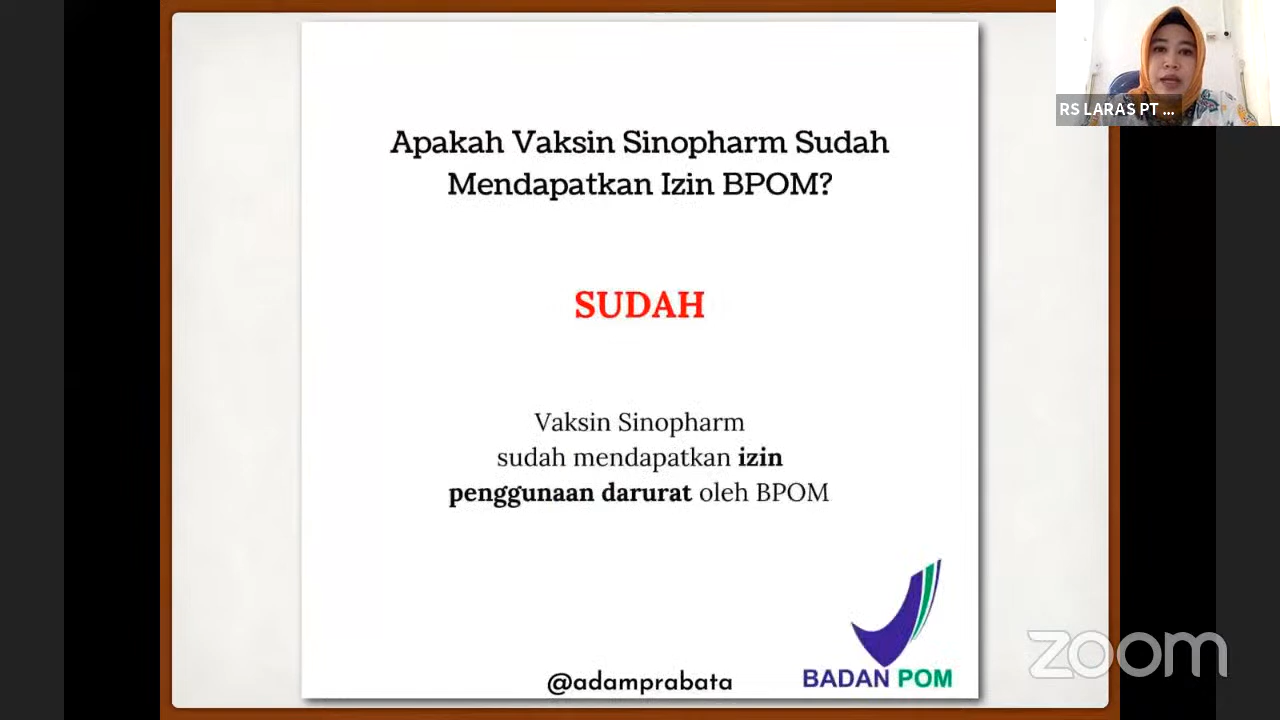 RS LARAS PT ...
Apakah Vaksin Sinopharm Sudah
Mendapatkan Izin BPOM?
SUDAH
Vaksin Sinopharm
sudah mendapatkan izin
penggunaan darurat oleh BPOM
@adamprabata
BADAN POM
zoom